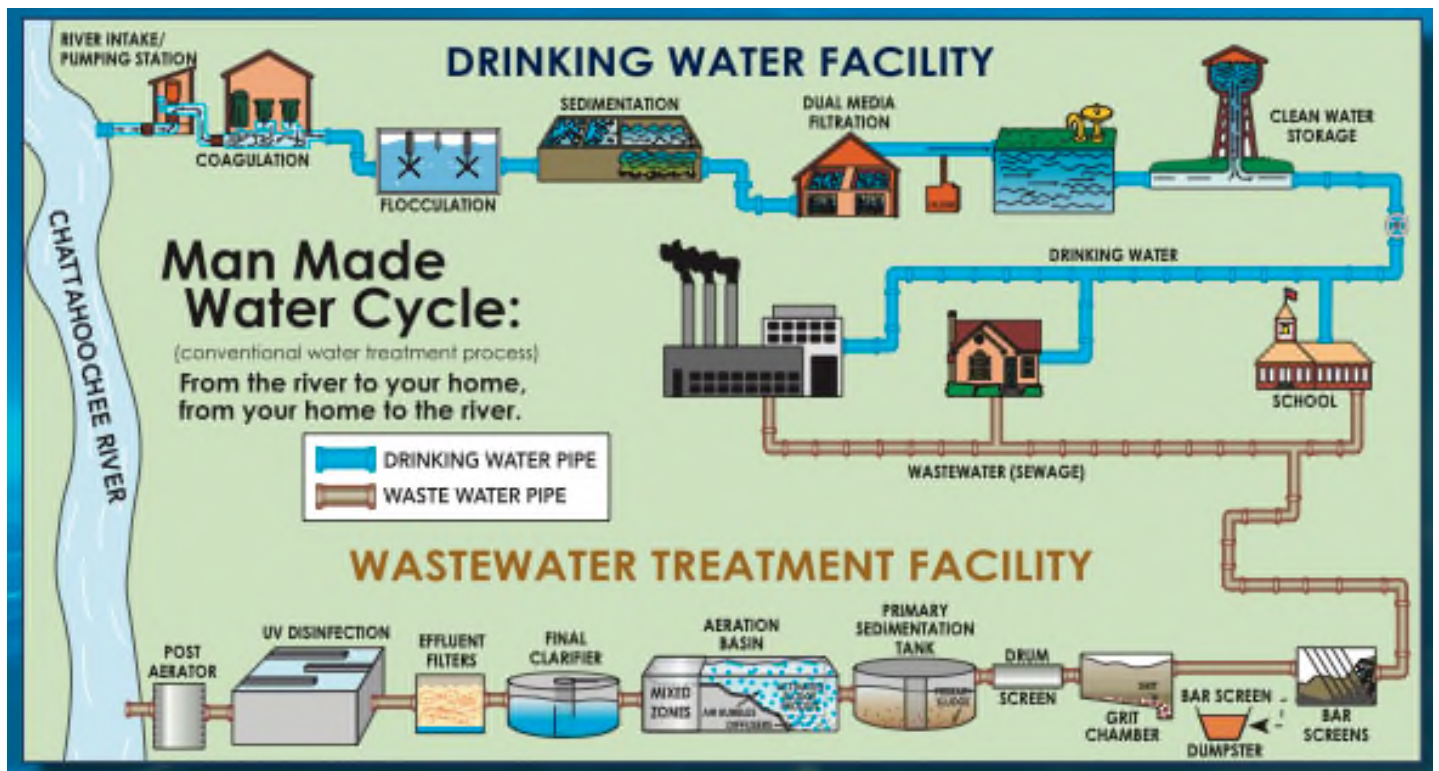 RIVER INTAKE/
PUMPING STATION
DRINKING WATER FACILITY
COAGULATION
FLOCCULATION
SEDIMENTATION
DUAL MEDIA
FILTRATION
CLEAN WATER
STORAGE
CHATTAHOOCHEE RIVER
Man Made
Water Cycle:
(conventional water treatment process)
From the river to your home,
from your home to the river.
DRINKING WATER PIPE
WASTE WATER PIPE
DRINKING WATER
SCHOOL
WASTEWATER (SEWAGE)
WASTEWATER TREATMENT FACILITY
POST
AERATOR
UV DISINFECTION
EFFLUENT
FILTERS
FINAL
CLARIFIER
AERATION
BASIN
MIXED
ZONES
AIR BUBBLES
DIFFUSERS
PRIMARY
SEDIMENTATION
TANK
PRIMARY
SLUDGE
DRUM
SCREEN
GRIT
GRIT
CHAMBER
BAR SCREEN
DUMPSTER
BAR
SCREENS